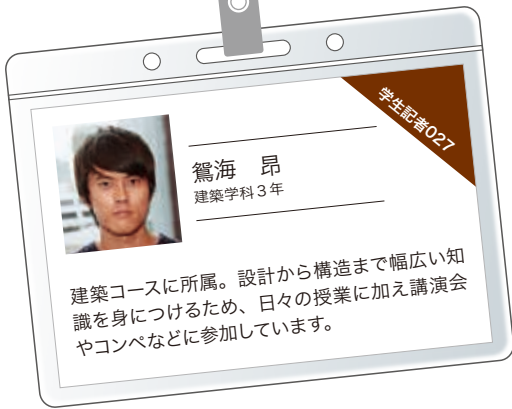 学生記者027
鴛海　昂
建築学科３年
建築コースに所属。設計から構造まで幅広い知
識を身につけるため、日々の授業に加え講演会
やコンペなどに参加しています。